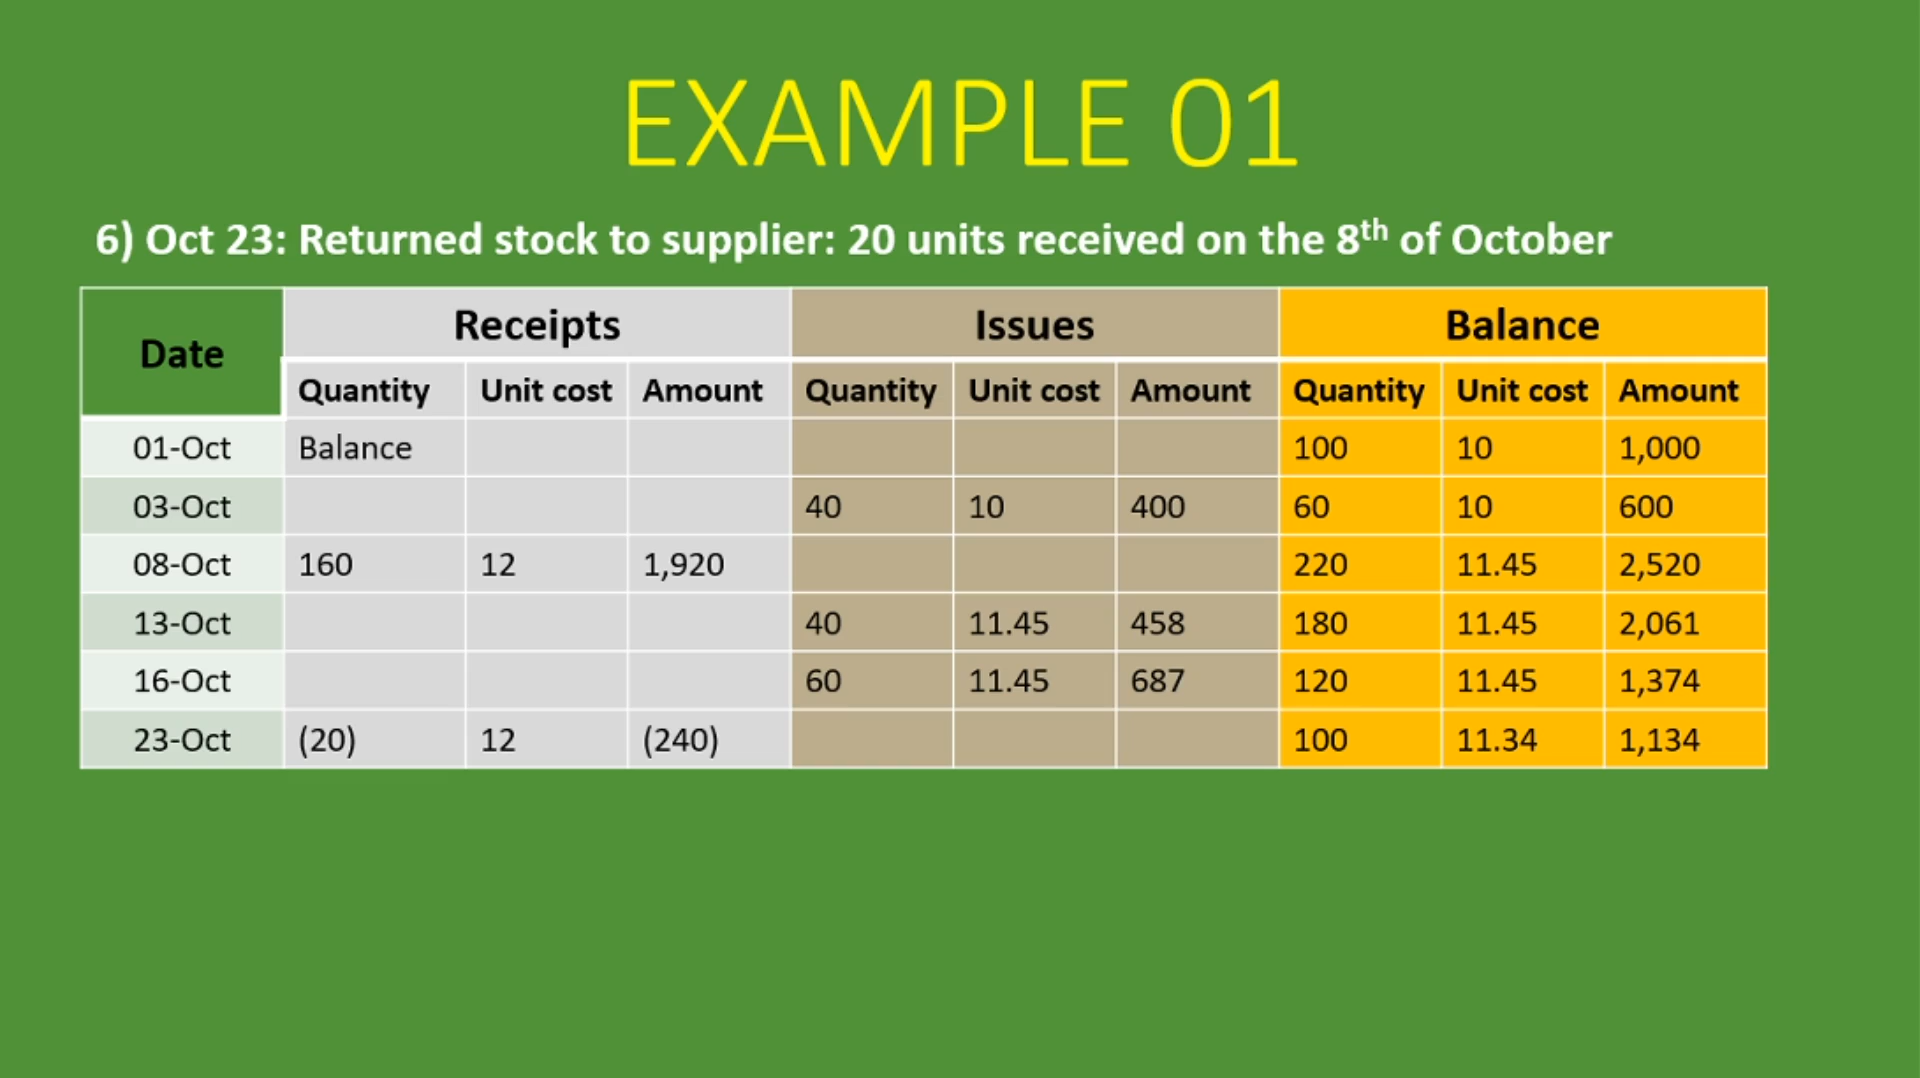 EXAMPLE 01
6) Oct 23: Returned stock to supplier: 20 units received on the 8th of October
Date Receipts Issues Balance
Quantity Unit cost Amount Quantity Unit cost Amount Quantity Unit cost Amount
01-Oct Balance 100 10 1,000
03-Oct 40 10 400 60 10 600
08-Oct 160 12 1,920 220 11.45 2,520
13-Oct 40 11.45 458 180 11.45 2,061
16-Oct 60 11.45 687 120 11.45 1,374
23-Oct (20) 12 (240) 100 11.34 1,134